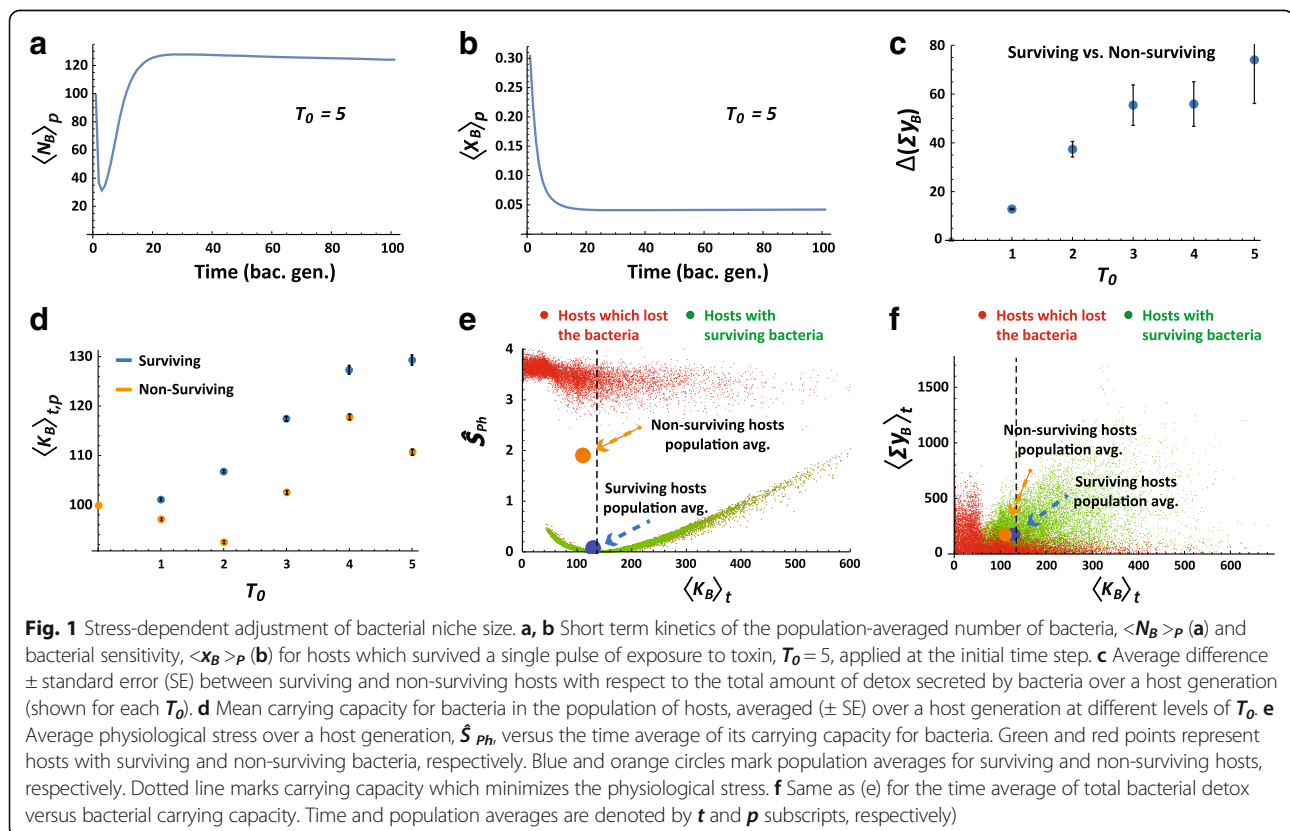 a
120
100
80
60
40
20
0
⟨N_B⟩_p
T_0 = 5
0 20 40 60 80 100
Time (bac. gen.)
b
0.30
0.25
0.20
0.15
0.10
0.05
⟨X_B⟩_p
T_0 = 5
0 20 40 60 80 100
Time (bac. gen.)
c
80
60
40
20
0
Δ(Σy_B)
Surviving vs. Non-surviving
1 2 3 4 5
T_0
d
130
120
110
100
⟨K_B⟩_t,p
Surviving
Non-Surviving
1 2 3 4 5
T_0
e
Hosts which lost
the bacteria
Hosts with
surviving bacteria
4
3
2
1
0
Ŝ_Ph
Non-surviving hosts
population avg.
Surviving hosts
population avg.
0 100 200 300 400 500 600
⟨K_B⟩_t
f
Hosts which lost
the bacteria
Hosts with
surviving bacteria
1500
1000
500
0
⟨Σy_B⟩_t
Non-surviving hosts
population avg.
Surviving hosts
population avg.
0 100 200 300 400 500 600
⟨K_B⟩_t
Fig. 1 Stress-dependent adjustment of bacterial niche size. a, b Short term kinetics of the population-averaged number of bacteria, <N_B>_P (a) and
bacterial sensitivity, <x_B>_P (b) for hosts which survived a single pulse of exposure to toxin, T_0 = 5, applied at the initial time step. c Average difference
± standard error (SE) between surviving and non-surviving hosts with respect to the total amount of detox secreted by bacteria over a host generation
(shown for each T_0). d Mean carrying capacity for bacteria in the population of hosts, averaged (± SE) over a host generation at different levels of T_0. e
Average physiological stress over a host generation, Ŝ_Ph, versus the time average of its carrying capacity for bacteria. Green and red points represent
hosts with surviving and non-surviving bacteria, respectively. Blue and orange circles mark population averages for surviving and non-surviving hosts,
respectively. Dotted line marks carrying capacity which minimizes the physiological stress. f Same as (e) for the time average of total bacterial detox
versus bacterial carrying capacity. Time and population averages are denoted by t and p subscripts, respectively)